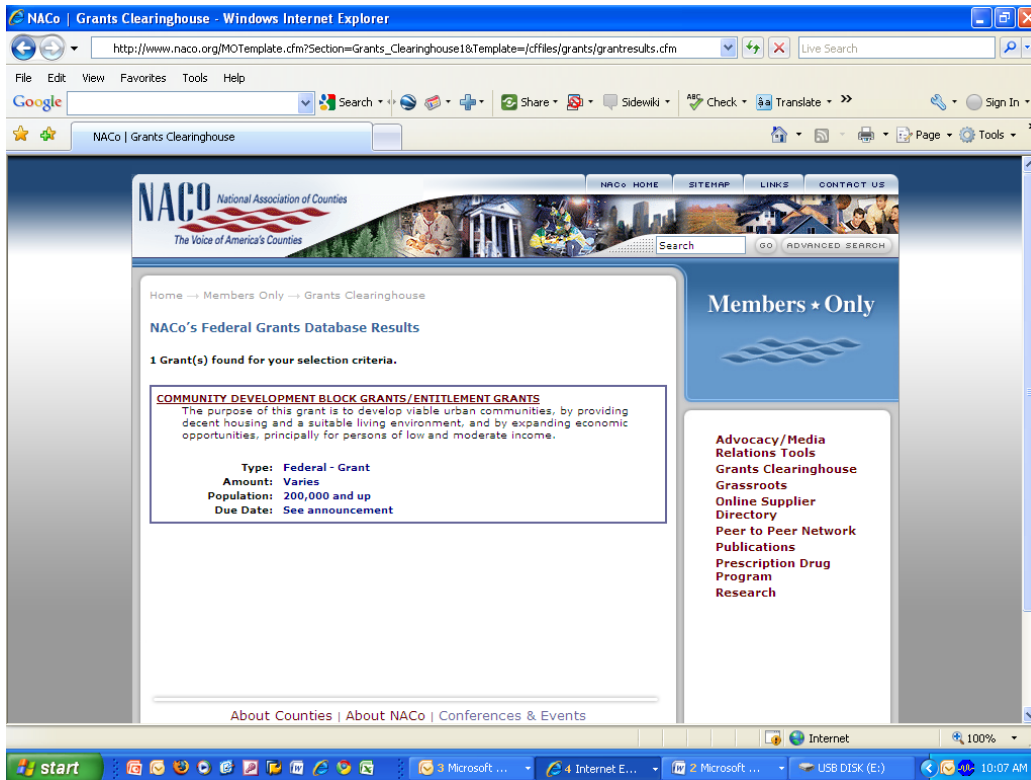 NACo | Grants Clearinghouse - Windows Internet Explorer
http://www.naco.org/MOTemplate.cfm?Section=Grants_Clearinghouse1&Template=/cffiles/grants/grantresults.cfm
Live Search
File Edit View Favorites Tools Help
Google Search Share Sidewiki Check Translate Sign In
NACo | Grants Clearinghouse Page Tools
NACo HOME SITEMAP LINKS CONTACT US
NACo National Association of Counties
The Voice of America's Counties
Search GO ADVANCED SEARCH
Home → Members Only → Grants Clearinghouse
NACo's Federal Grants Database Results
1 Grant(s) found for your selection criteria.
COMMUNITY DEVELOPMENT BLOCK GRANTS/ENTITLEMENT GRANTS
The purpose of this grant is to develop viable urban communities, by providing
decent housing and a suitable living environment, and by expanding economic
opportunities, principally for persons of low and moderate income.
Type: Federal - Grant
Amount: Varies
Population: 200,000 and up
Due Date: See announcement
Members Only
Advocacy/Media
Relations Tools
Grants Clearinghouse
Grassroots
Online Supplier
Directory
Peer to Peer Network
Publications
Prescription Drug
Program
Research
About Counties | About NACo | Conferences & Events
Internet 100%
start 3 Microsoft ... 4 Internet E... 2 Microsoft ... USB DISK (E:) 10:07 AM